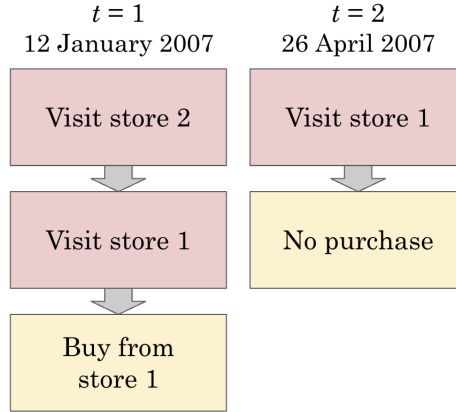 t = 1
12 January 2007
Visit store 2
Visit store 1
Buy from
store 1
t = 2
26 April 2007
Visit store 1
No purchase